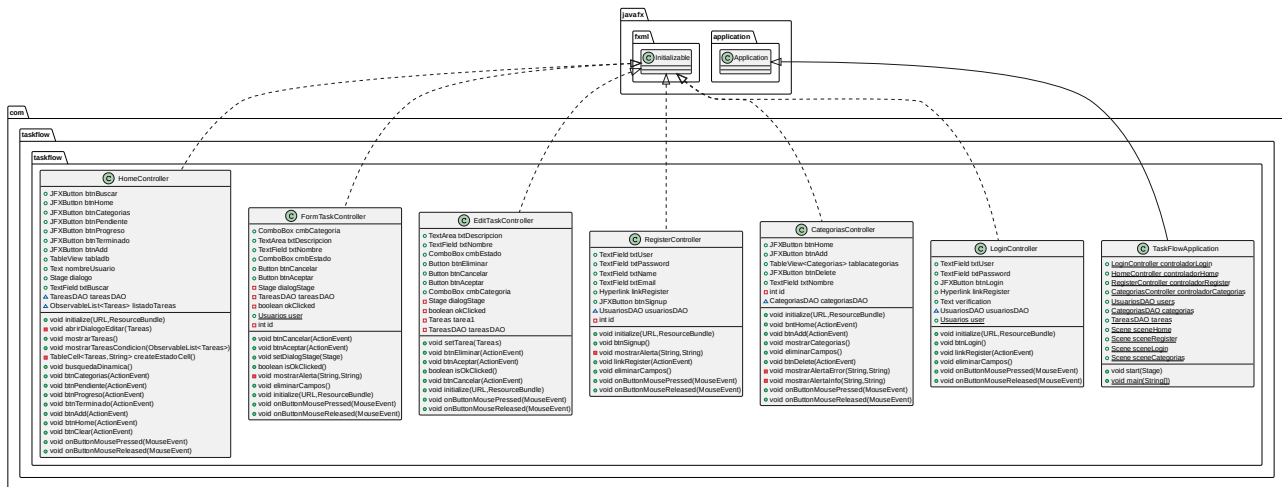 javafx
fxml
application
C Initializable
C Application
com
taskflow
taskflow
C HomeController
JFXButton btnBuscar
JFXButton btnHome
JFXButton btnCategorias
JFXButton btnPendiente
JFXButton btnProgreso
JFXButton btnTerminado
JFXButton btnAdd
TableView tabladb
Text nombreUsuario
Stage dialogo
TextField txtBuscar
TareasDAO tareasDAO
ObservableList<Tareas> listadoTareas
void initialize(URL,ResourceBundle)
void abrirDialogoEditar(Tareas)
void mostrarTareas()
void mostrarTareasCondicion(ObservableList<Tareas>)
TableCell<Tareas,String> createEstadoCell()
void busquedaDinamica()
void btnCategorias(ActionEvent)
void btnPendiente(ActionEvent)
void btnProgreso(ActionEvent)
void btnTerminado(ActionEvent)
void btnAdd(ActionEvent)
void btnHome(ActionEvent)
void btnClear(ActionEvent)
void onButtonMousePressed(MouseEvent)
void onButtonMouseReleased(MouseEvent)
C FormTaskController
ComboBox cmbCategoria
TextArea txtDescripcion
TextField txtNombre
ComboBox cmbEstado
Button btnCancelar
Button btnAceptar
Stage dialogStage
TareasDAO tareasDAO
boolean okClicked
Usuarios user
int id
void btnCancelar(ActionEvent)
void btnAceptar(ActionEvent)
void setDialogStage(Stage)
boolean isOkClicked()
void mostrarAlerta(String,String)
void eliminarCampos()
void initialize(URL,ResourceBundle)
void onButtonMousePressed(MouseEvent)
void onButtonMouseReleased(MouseEvent)
C EditTaskController
TextArea txtDescripcion
TextField txtNombre
ComboBox cmbEstado
Button btnEliminar
Button btnCancelar
Button btnAceptar
ComboBox cmbCategoria
Stage dialogStage
boolean okClicked
Tareas tarea1
TareasDAO tareasDAO
void setTarea(Tareas)
void btnEliminar(ActionEvent)
void btnAceptar(ActionEvent)
boolean isOkClicked()
void btnCancelar(ActionEvent)
void initialize(URL,ResourceBundle)
void onButtonMousePressed(MouseEvent)
void onButtonMouseReleased(MouseEvent)
C RegisterController
TextField txtUser
TextField txtPassword
TextField txtName
TextField txtEmail
Hyperlink linkRegister
JFXButton btnSignup
UsuariosDAO usuariosDAO
int id
void initialize(URL,ResourceBundle)
void btnSignup()
void mostrarAlerta(String,String)
void linkRegister(ActionEvent)
void eliminarCampos()
void onButtonMousePressed(MouseEvent)
void onButtonMouseReleased(MouseEvent)
C CategoriasController
JFXButton btnHome
JFXButton btnAdd
TableView<Categorias> tablacategorias
JFXButton btnDelete
TextField txtNombre
int id
CategoriasDAO categoriasDAO
void initialize(URL,ResourceBundle)
void btnHome(ActionEvent)
void btnAdd(ActionEvent)
void mostrarCategorias()
void eliminarCampos()
void btnDelete(ActionEvent)
void mostrarAlertaError(String,String)
void mostrarAlertaInfo(String,String)
void onButtonMousePressed(MouseEvent)
void onButtonMouseReleased(MouseEvent)
C LoginController
TextField txtUser
TextField txtPassword
JFXButton btnLogin
Hyperlink linkRegister
Text verification
UsuariosDAO usuariosDAO
Usuarios user
void initialize(URL,ResourceBundle)
void btnLogin()
void linkRegister(ActionEvent)
void eliminarCampos()
void onButtonMousePressed(MouseEvent)
void onButtonMouseReleased(MouseEvent)
C TaskFlowApplication
LoginController controladorLogin
HomeController controladorHome
RegisterController controladorRegister
CategoriasController controladorCategorias
UsuariosDAO users
CategoriasDAO categorias
TareasDAO tareas
Scene sceneHome
Scene sceneRegister
Scene sceneLogin
Scene sceneCategorias
void start(Stage)
void main(String[])